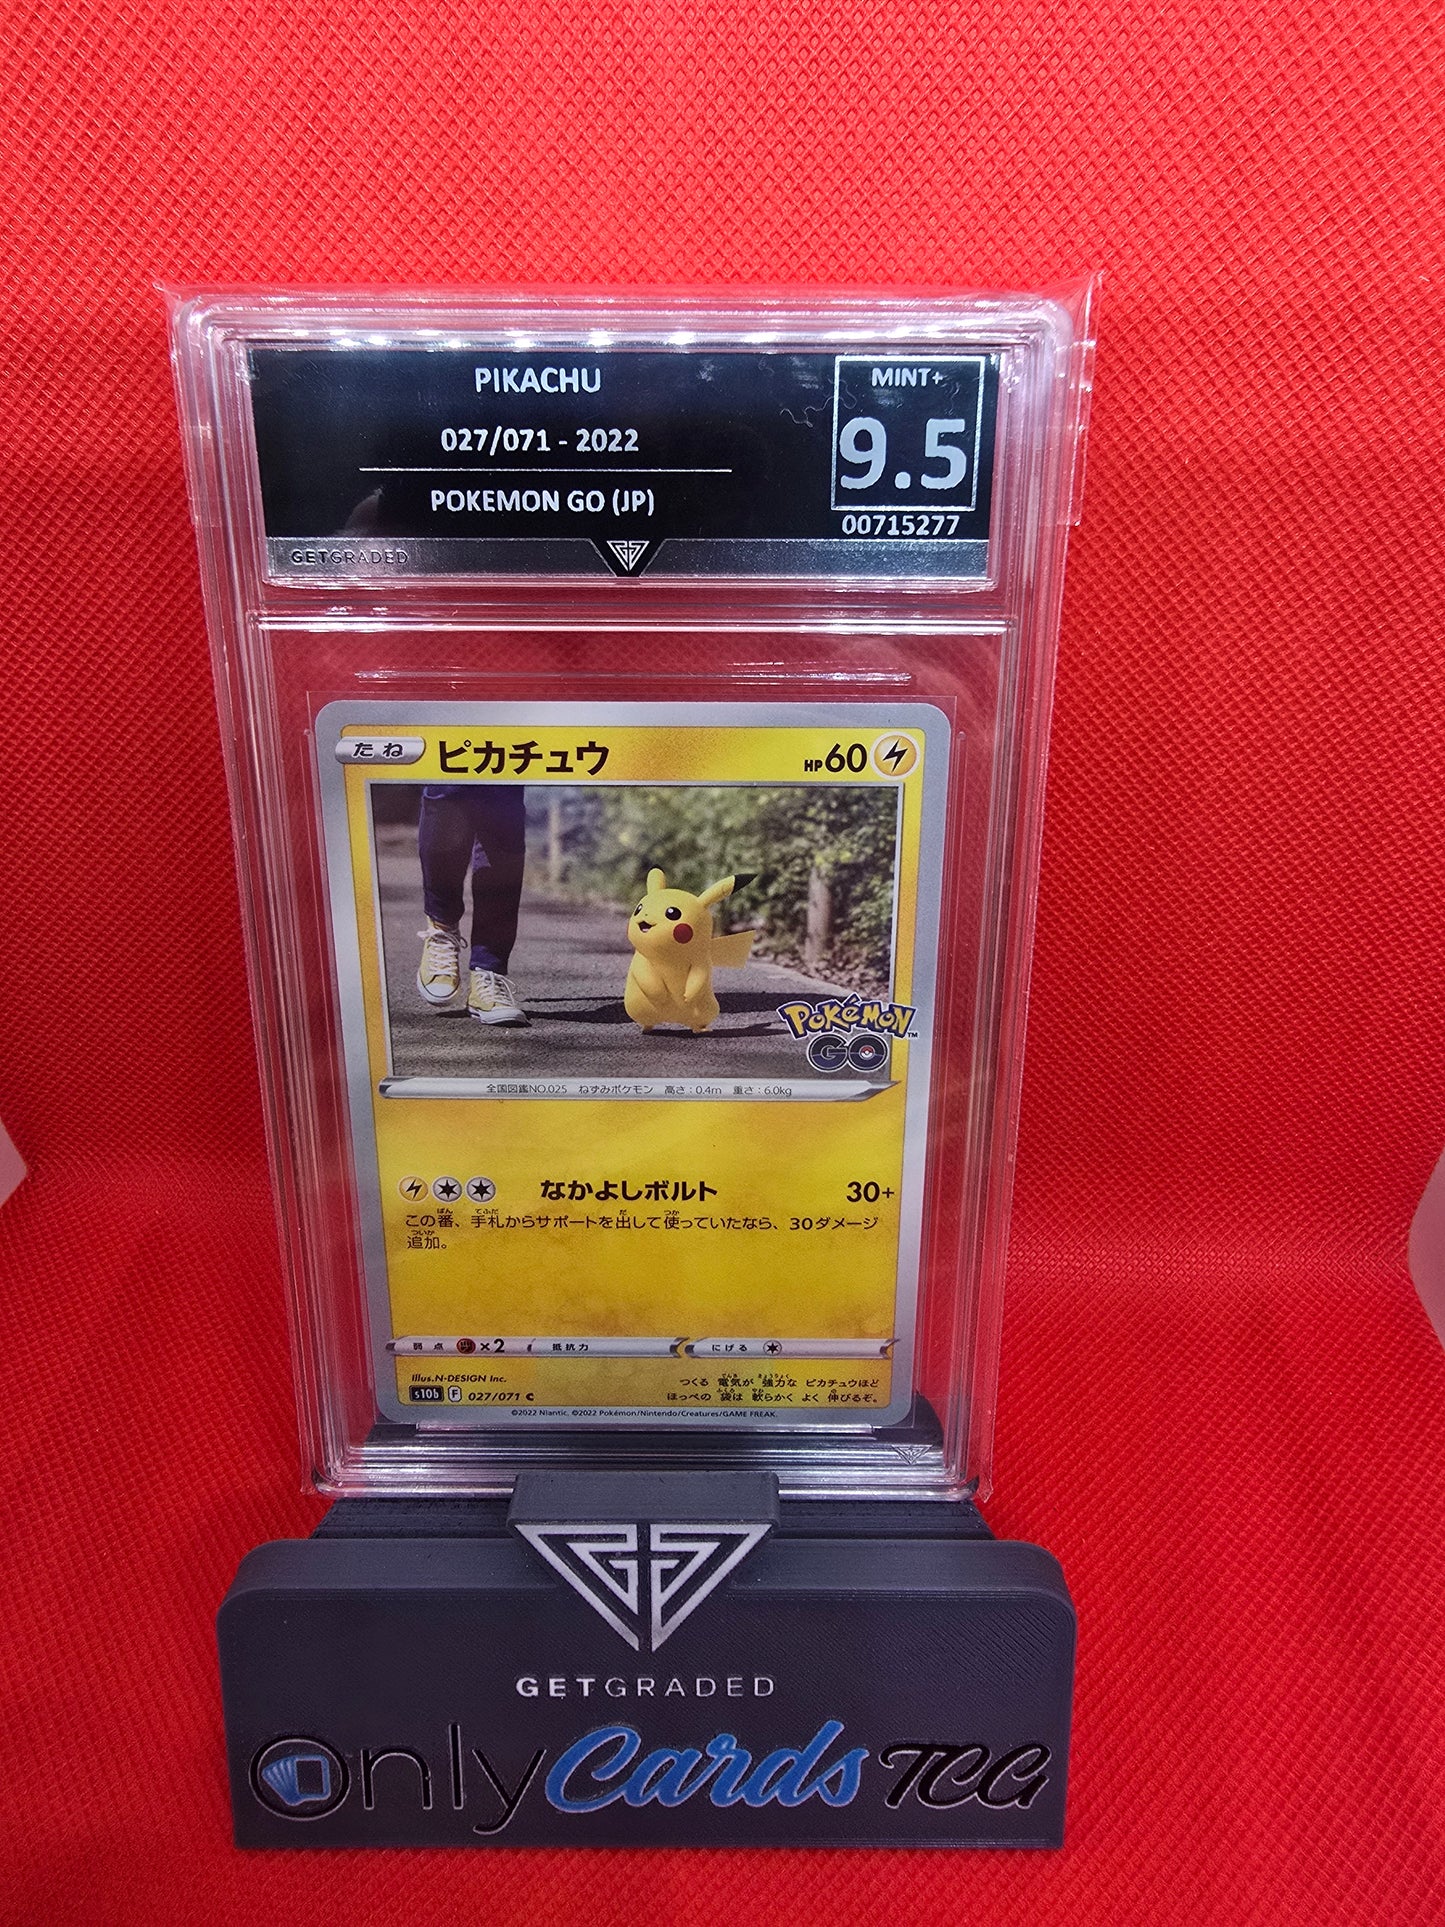 PIKACHU
MINT+
027/071 - 2022
9.5
POKEMON GO (JP)
00715277
GETGRADED
たね ピカチュウ HP60
POKéMON™
GO
全国図鑑NO.025 ねずみポケモン 高さ：0.4m 重さ：6.0kg
なかよしボルト 30+
この番、手札からサポートを出して使っていたなら、30ダメージ
追加。
弱点 ×2 抵抗力 にげる
Illus.N-DESIGN Inc.
s10b F 027/071 C
つくる 電気が 強力な ピカチュウほど
ほっぺの 袋は 軟らかく よく 伸びるぞ。
©2022 Niantic. ©2022 Pokémon/Nintendo/Creatures/GAME FREAK.
GETGRADED
OnlyCardsTCG